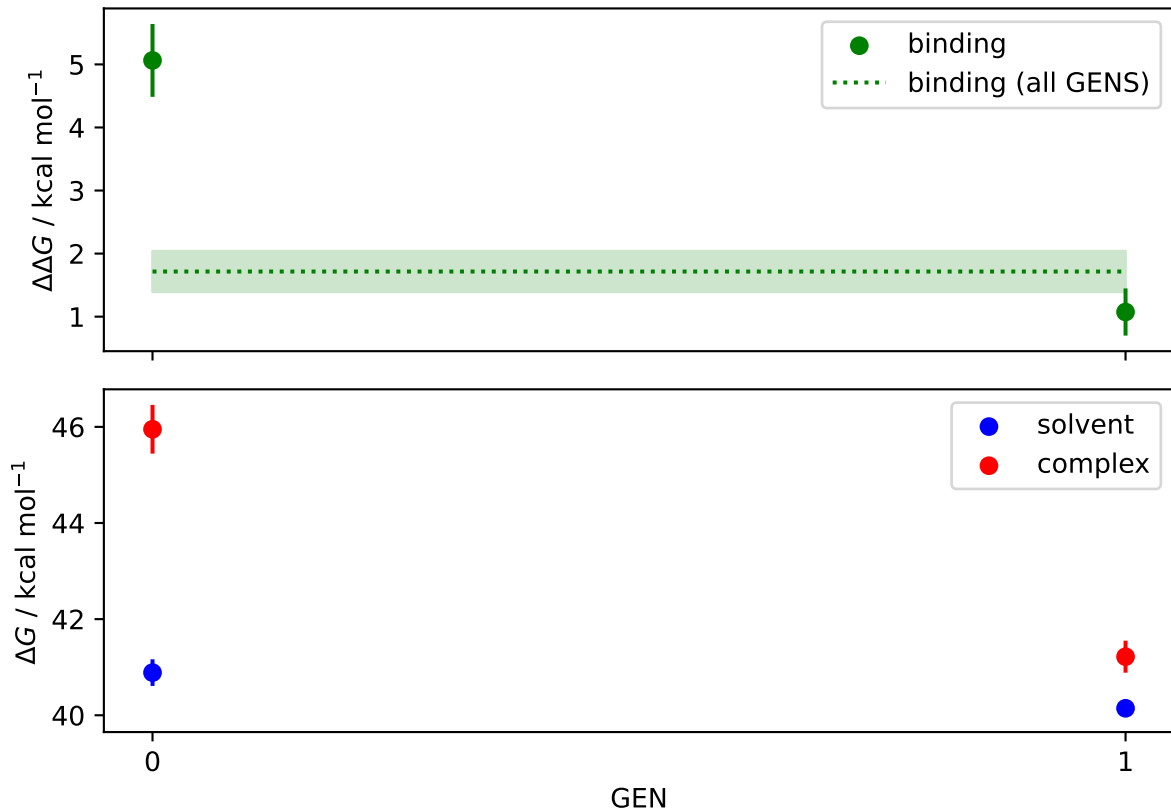 binding
binding (all GENS)
5
4
3
2
1
ΔΔG / kcal mol⁻¹
solvent
complex
46
44
42
40
ΔG / kcal mol⁻¹
0
1
GEN